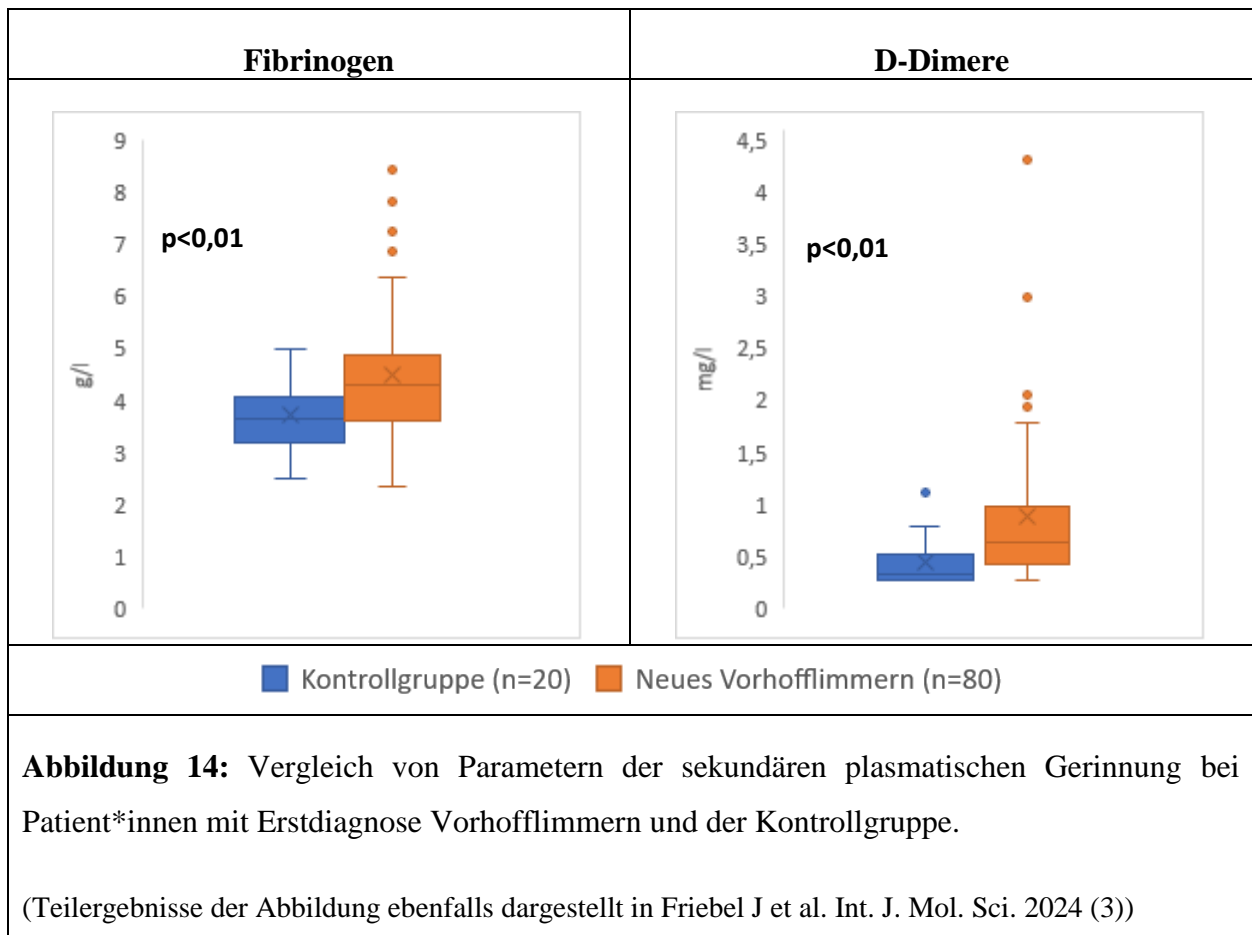 Fibrinogen
D-Dimere
9
8
7
6
5
4
3
2
1
0
g/l
p<0,01
4,5
4
3,5
3
2,5
2
1,5
1
0,5
0
mg/l
p<0,01
Kontrollgruppe (n=20) Neues Vorhofflimmern (n=80)
Abbildung 14: Vergleich von Parametern der sekundären plasmatischen Gerinnung bei
Patient*innen mit Erstdiagnose Vorhofflimmern und der Kontrollgruppe.
(Teilergebnisse der Abbildung ebenfalls dargestellt in Friebel J et al. Int. J. Mol. Sci. 2024 (3))